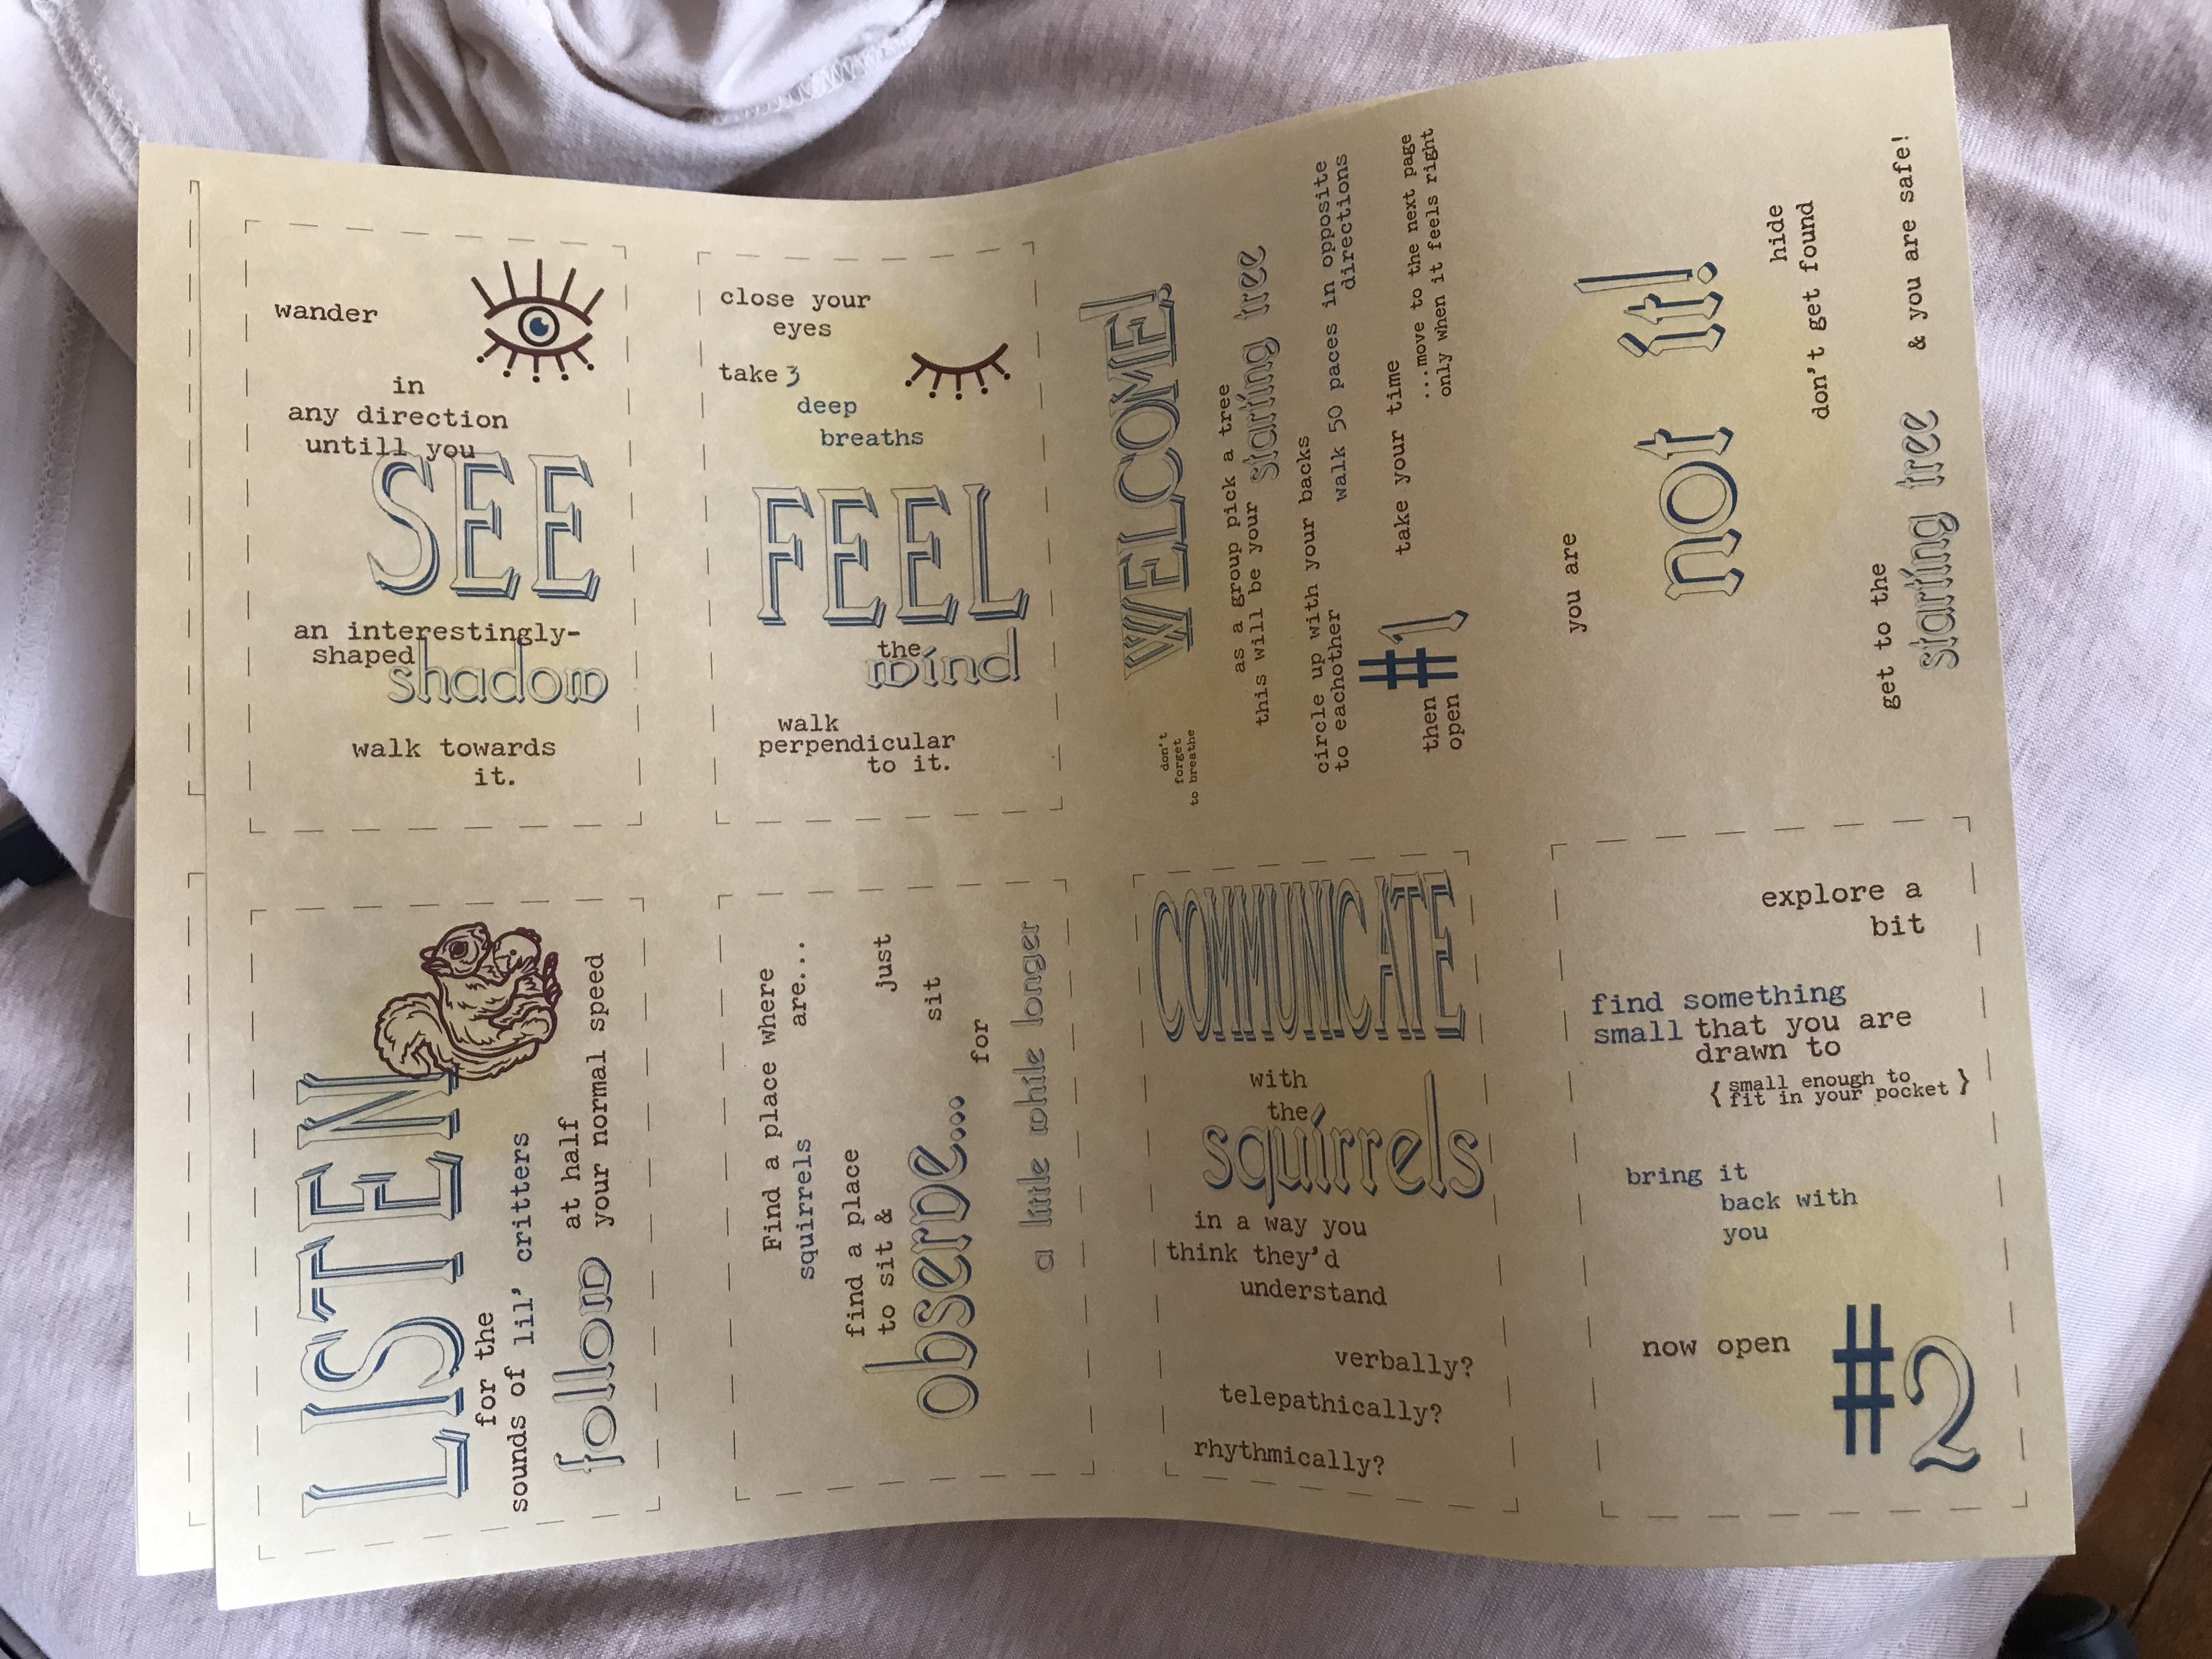 LISTEN
for the
sounds of lil' critters
follow at half
your normal speed
wander
in
any direction
untill you
SEE
an interestingly-
shaped
shadow
walk towards
it.
Find a place where
squirrels are...
find a place
to sit &
observe...
just
sit
for
a little while longer
close your
eyes
take 3
deep
breaths
FEEL
the
wind
walk
perpendicular
to it.
COMMUNICATE
with
the
squirrels
in a way you
think they'd
understand
verbally?
telepathically?
rhythmically?
WELCOME!
don't
forget
to breathe
as a group pick a tree
this will be your starting tree
circle up with your backs
to eachother
walk 50 paces in opposite
directions
then
open
#1
take your time
...move to the next page
only when it feels right
explore a
bit
find something
small that you are
drawn to
{ small enough to
fit in your pocket }
bring it
back with
you
now open
#2
you are
not it!
hide
don't get found
get to the
starting tree
& you are safe!